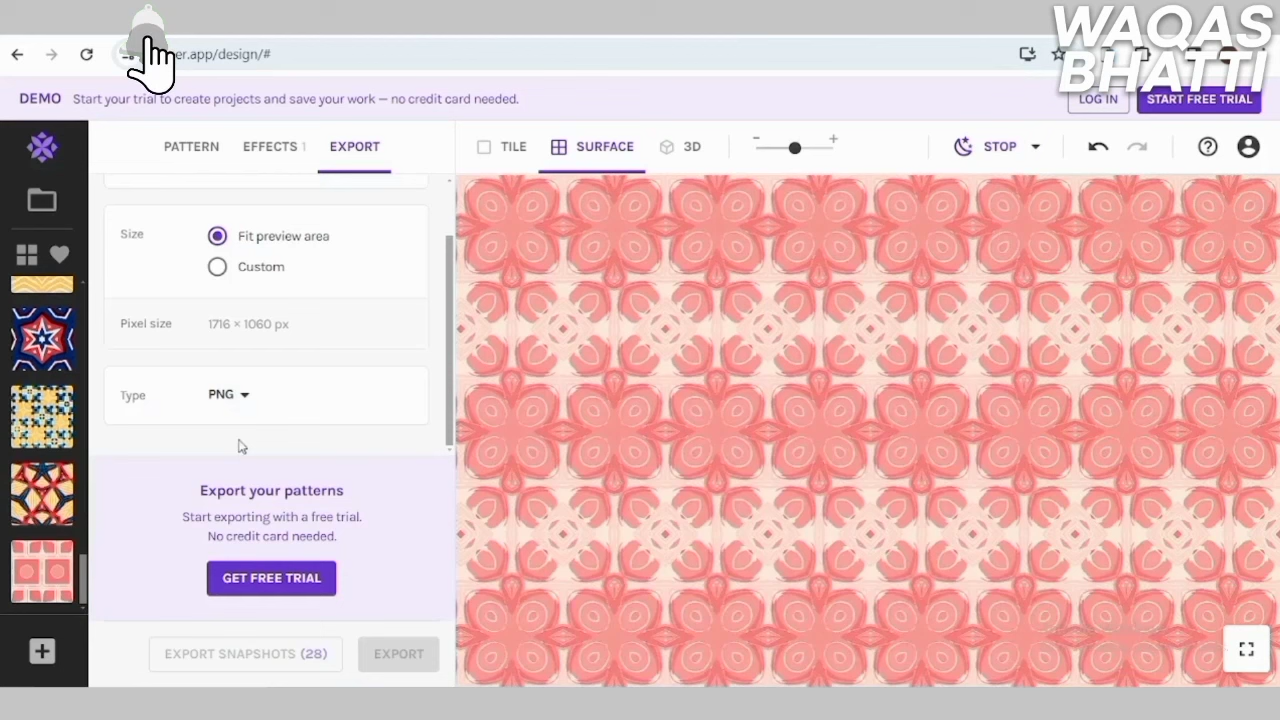 WAQAS
BHATTI
er.app/design/#
DEMO Start your trial to create projects and save your work — no credit card needed.
LOG IN
START FREE TRIAL
PATTERN
EFFECTS 1
EXPORT
TILE
SURFACE
3D
- +
STOP
Size
Fit preview area
Custom
Pixel size 1716 × 1060 px
Type PNG
Export your patterns
Start exporting with a free trial.
No credit card needed.
GET FREE TRIAL
EXPORT SNAPSHOTS (28)
EXPORT